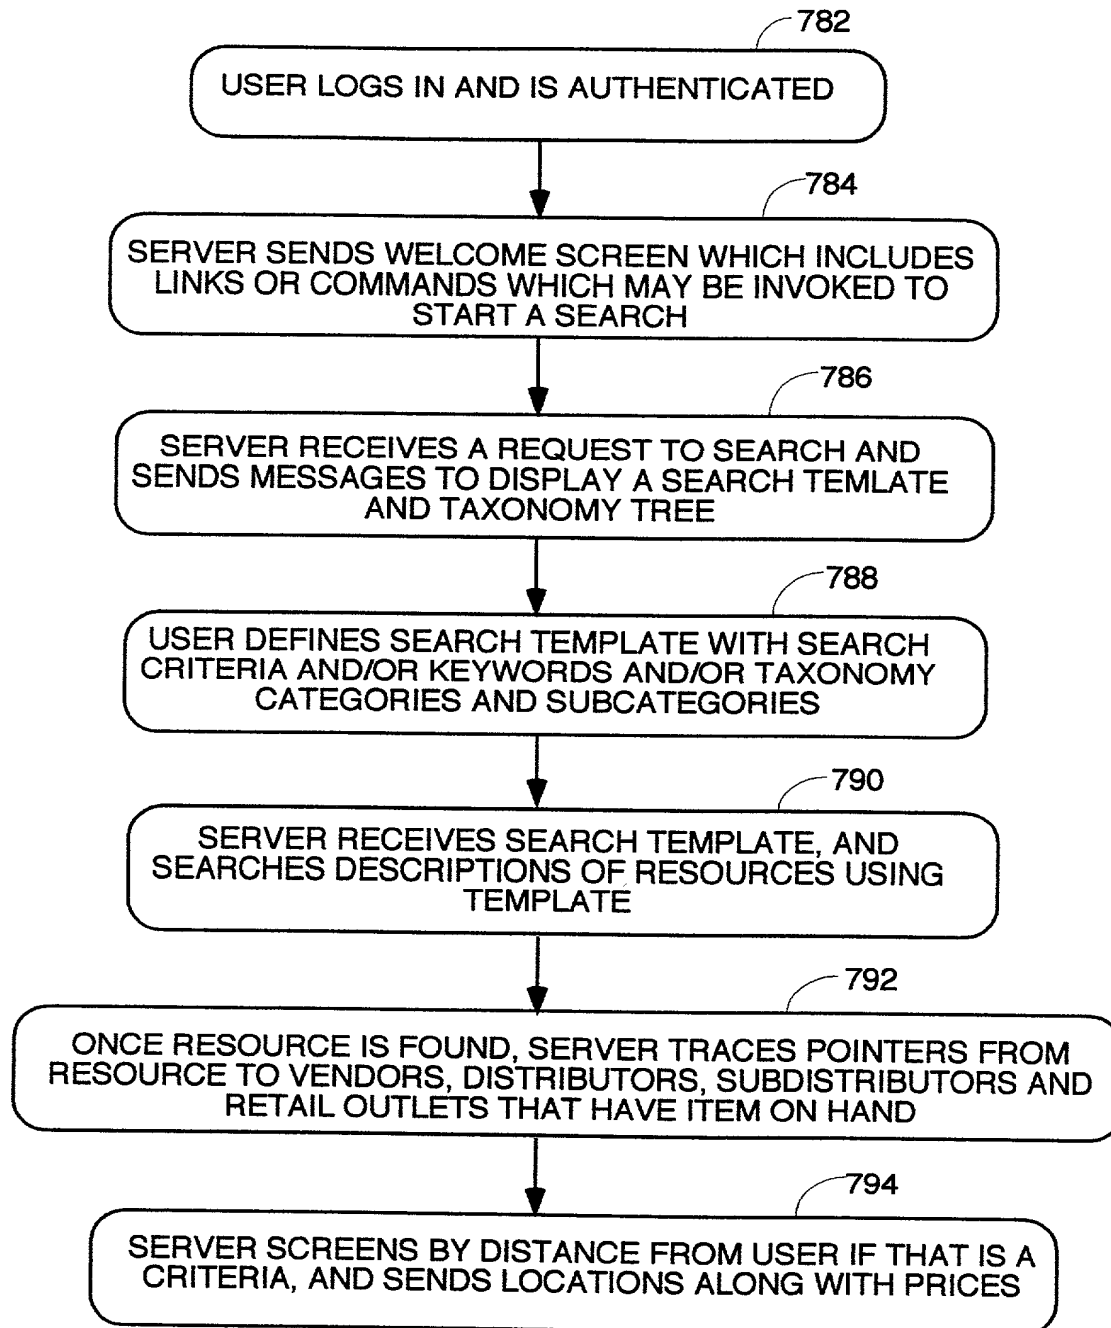 782
USER LOGS IN AND IS AUTHENTICATED
784
SERVER SENDS WELCOME SCREEN WHICH INCLUDES
LINKS OR COMMANDS WHICH MAY BE INVOKED TO
START A SEARCH
786
SERVER RECEIVES A REQUEST TO SEARCH AND
SENDS MESSAGES TO DISPLAY A SEARCH TEMLATE
AND TAXONOMY TREE
788
USER DEFINES SEARCH TEMPLATE WITH SEARCH
CRITERIA AND/OR KEYWORDS AND/OR TAXONOMY
CATEGORIES AND SUBCATEGORIES
790
SERVER RECEIVES SEARCH TEMPLATE, AND
SEARCHES DESCRIPTIONS OF RESOURCES USING
TEMPLATE
792
ONCE RESOURCE IS FOUND, SERVER TRACES POINTERS FROM
RESOURCE TO VENDORS, DISTRIBUTORS, SUBDISTRIBUTORS AND
RETAIL OUTLETS THAT HAVE ITEM ON HAND
794
SERVER SCREENS BY DISTANCE FROM USER IF THAT IS A
CRITERIA, AND SENDS LOCATIONS ALONG WITH PRICES